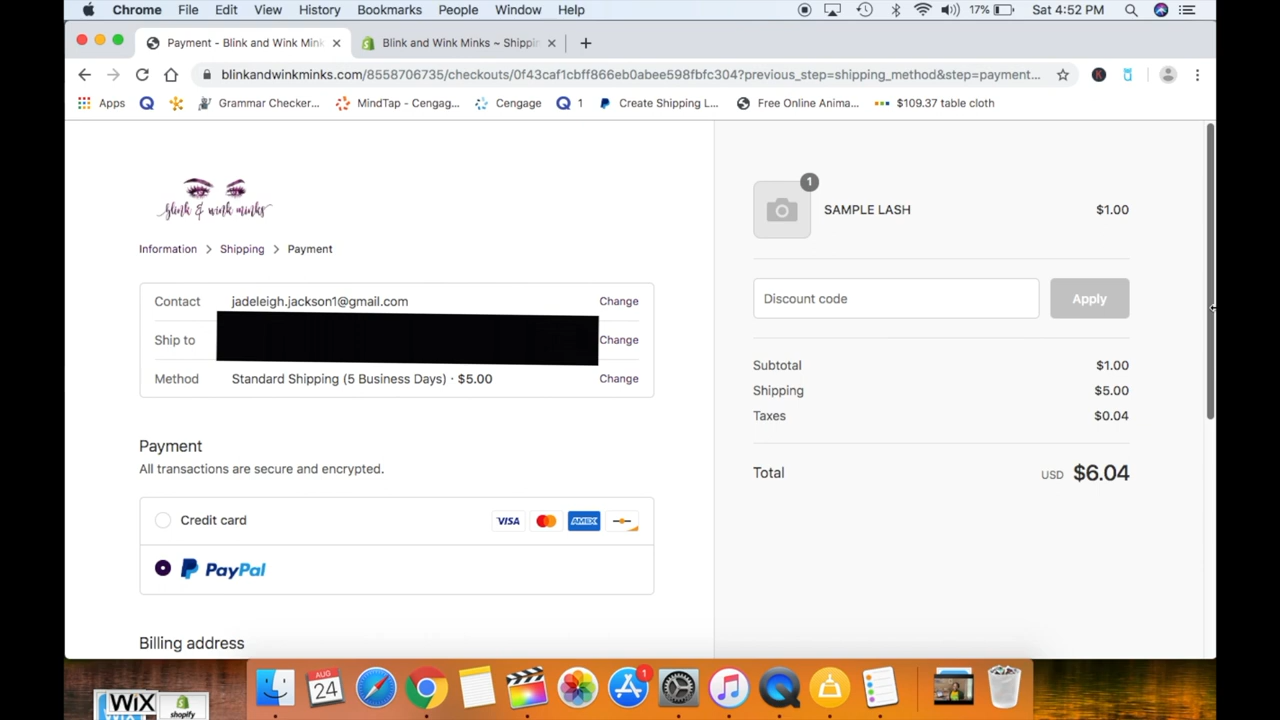 Chrome File Edit View History Bookmarks People Window Help 17% Sat 4:52 PM
Payment - Blink and Wink Mink Blink and Wink Minks ~ Shippin
blinkandwinkminks.com/8558706735/checkouts/0f43caf1cbff866eb0abee598fbfc304?previous_step=shipping_method&step=payment...
Apps Grammar Checker... MindTap - Cengag... Cengage 1 Create Shipping L... Free Online Anima... $109.37 table cloth
blink & wink minks
Information > Shipping > Payment
Contact jadeleigh.jackson1@gmail.com Change
Ship to Change
Method Standard Shipping (5 Business Days) · $5.00 Change
Payment
All transactions are secure and encrypted.
Credit card VISA AMEX
PayPal
Billing address
1
SAMPLE LASH $1.00
Discount code Apply
Subtotal $1.00
Shipping $5.00
Taxes $0.04
Total USD $6.04
AUG
24
1
WiX
shopify